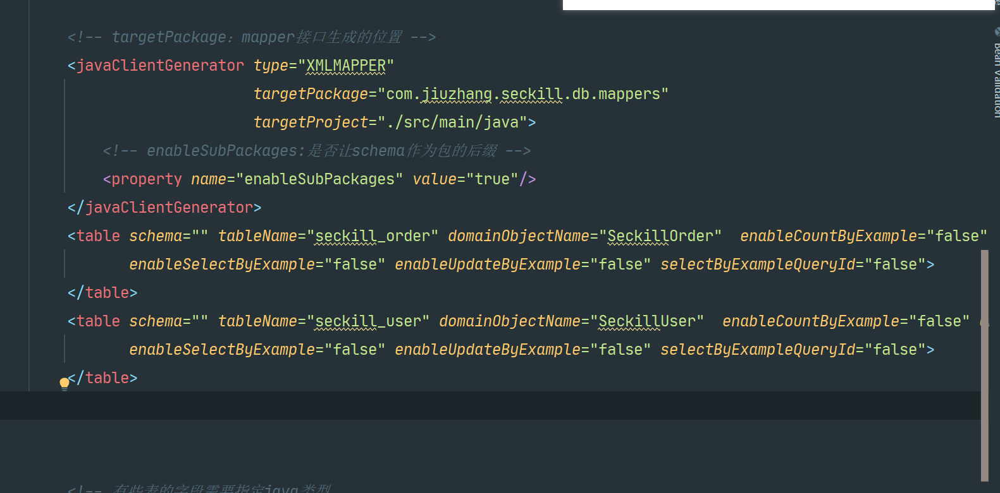 <!-- targetPackage：mapper接口生成的位置 -->
<javaClientGenerator type="XMLMAPPER"
targetPackage="com.jiuzhang.seckill.db.mappers"
targetProject="./src/main/java">
<!-- enableSubPackages:是否让schema作为包的后缀 -->
<property name="enableSubPackages" value="true"/>
</javaClientGenerator>
<table schema="" tableName="seckill_order" domainObjectName="SeckillOrder"  enableCountByExample="false"
enableSelectByExample="false" enableUpdateByExample="false" selectByExampleQueryId="false">
</table>
<table schema="" tableName="seckill_user" domainObjectName="SeckillUser"  enableCountByExample="false"
enableSelectByExample="false" enableUpdateByExample="false" selectByExampleQueryId="false">
</table>
<!-- 有些表的字段需要指定java类型
Bean Validation